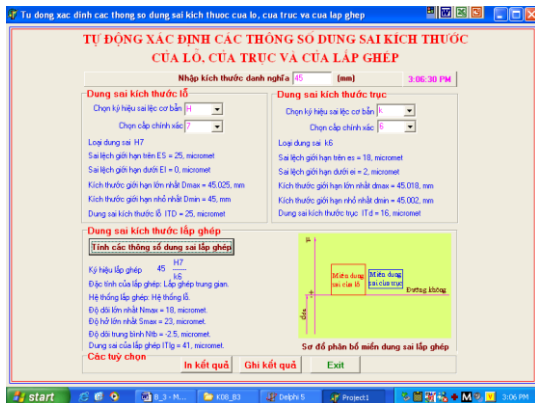 Tu dong xac dinh cac thong so dung sai kich thuoc cua lo, cua truc va cua lap ghep
TỰ ĐỘNG XÁC ĐỊNH CÁC THÔNG SỐ DUNG SAI KÍCH THƯỚC
CỦA LỖ, CỦA TRỤC VÀ CỦA LẮP GHÉP
Nhập kích thước danh nghĩa 45 (mm) 3:06:30 PM
Dung sai kích thước lỗ
Chọn ký hiệu sai lệc cơ bản H
Chọn cấp chính xác 7
Loại dung sai H7
Sai lệch giới hạn trên ES = 25, micromet
Sai lệch giới hạn dưới EI = 0, micromet
Kích thước giới hạn lớn nhất Dmax = 45.025, mm
Kích thước giới hạn nhỏ nhất Dmin = 45, mm
Dung sai kích thước lỗ ITD = 25, micromet
Dung sai kích thước trục
Chọn ký hiệu sai lệc cơ bản k
Chọn cấp chính xác 6
Loại dung sai k6
Sai lệch giới hạn trên es = 18, micromet
Sai lệch giới hạn dưới ei = 2, micromet
Kích thước giới hạn lớn nhất dmax = 45.018, mm
Kích thước giới hạn nhỏ nhất dmin = 45.002, mm
Dung sai kích thước trục ITd = 16, micromet
Dung sai kích thước lắp ghép
Tính các thông số dung sai lắp ghép
Ký hiệu lắp ghép 45 H7
k6
Đặc tính của lắp ghép: Lắp ghép trung gian.
Hệ thống lắp ghép: Hệ thống lỗ.
Độ dôi lớn nhất Nmax = 18, micromet.
Độ hở lớn nhất Smax = 23, micromet.
Độ dôi trung bình Ntb = -2.5, micromet.
Dung sai của lắp ghép ITlg = 41, micromet.
Miền dung
sai của lỗ
Miền dung
sai của trục
Đường không
Sơ đồ phân bố miền dung sai lắp ghép
Các tuỳ chọn
In kết quả Ghi kết quả Exit
start B_3 - M... K08_B3 Delphi 5 Project1 3:06 PM